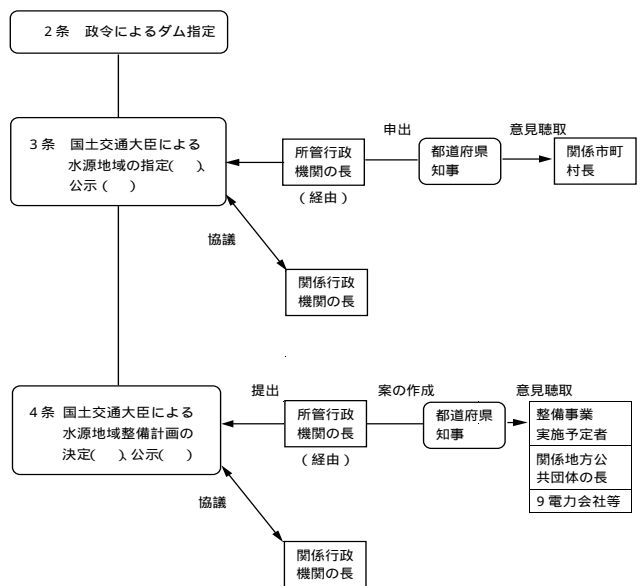 2条 政令によるダム指定
3条 国土交通大臣による
水源地域の指定( )、
公示( )
所管行政
機関の長
(経由)
申出
都道府県
知事
意見聴取
関係市町
村長
協議
関係行政
機関の長
4条 国土交通大臣による
水源地域整備計画の
決定( )、公示( )
提出
所管行政
機関の長
(経由)
案の作成
都道府県
知事
意見聴取
整備事業
実施予定者
関係地方公
共団体の長
9電力会社等
協議
関係行政
機関の長